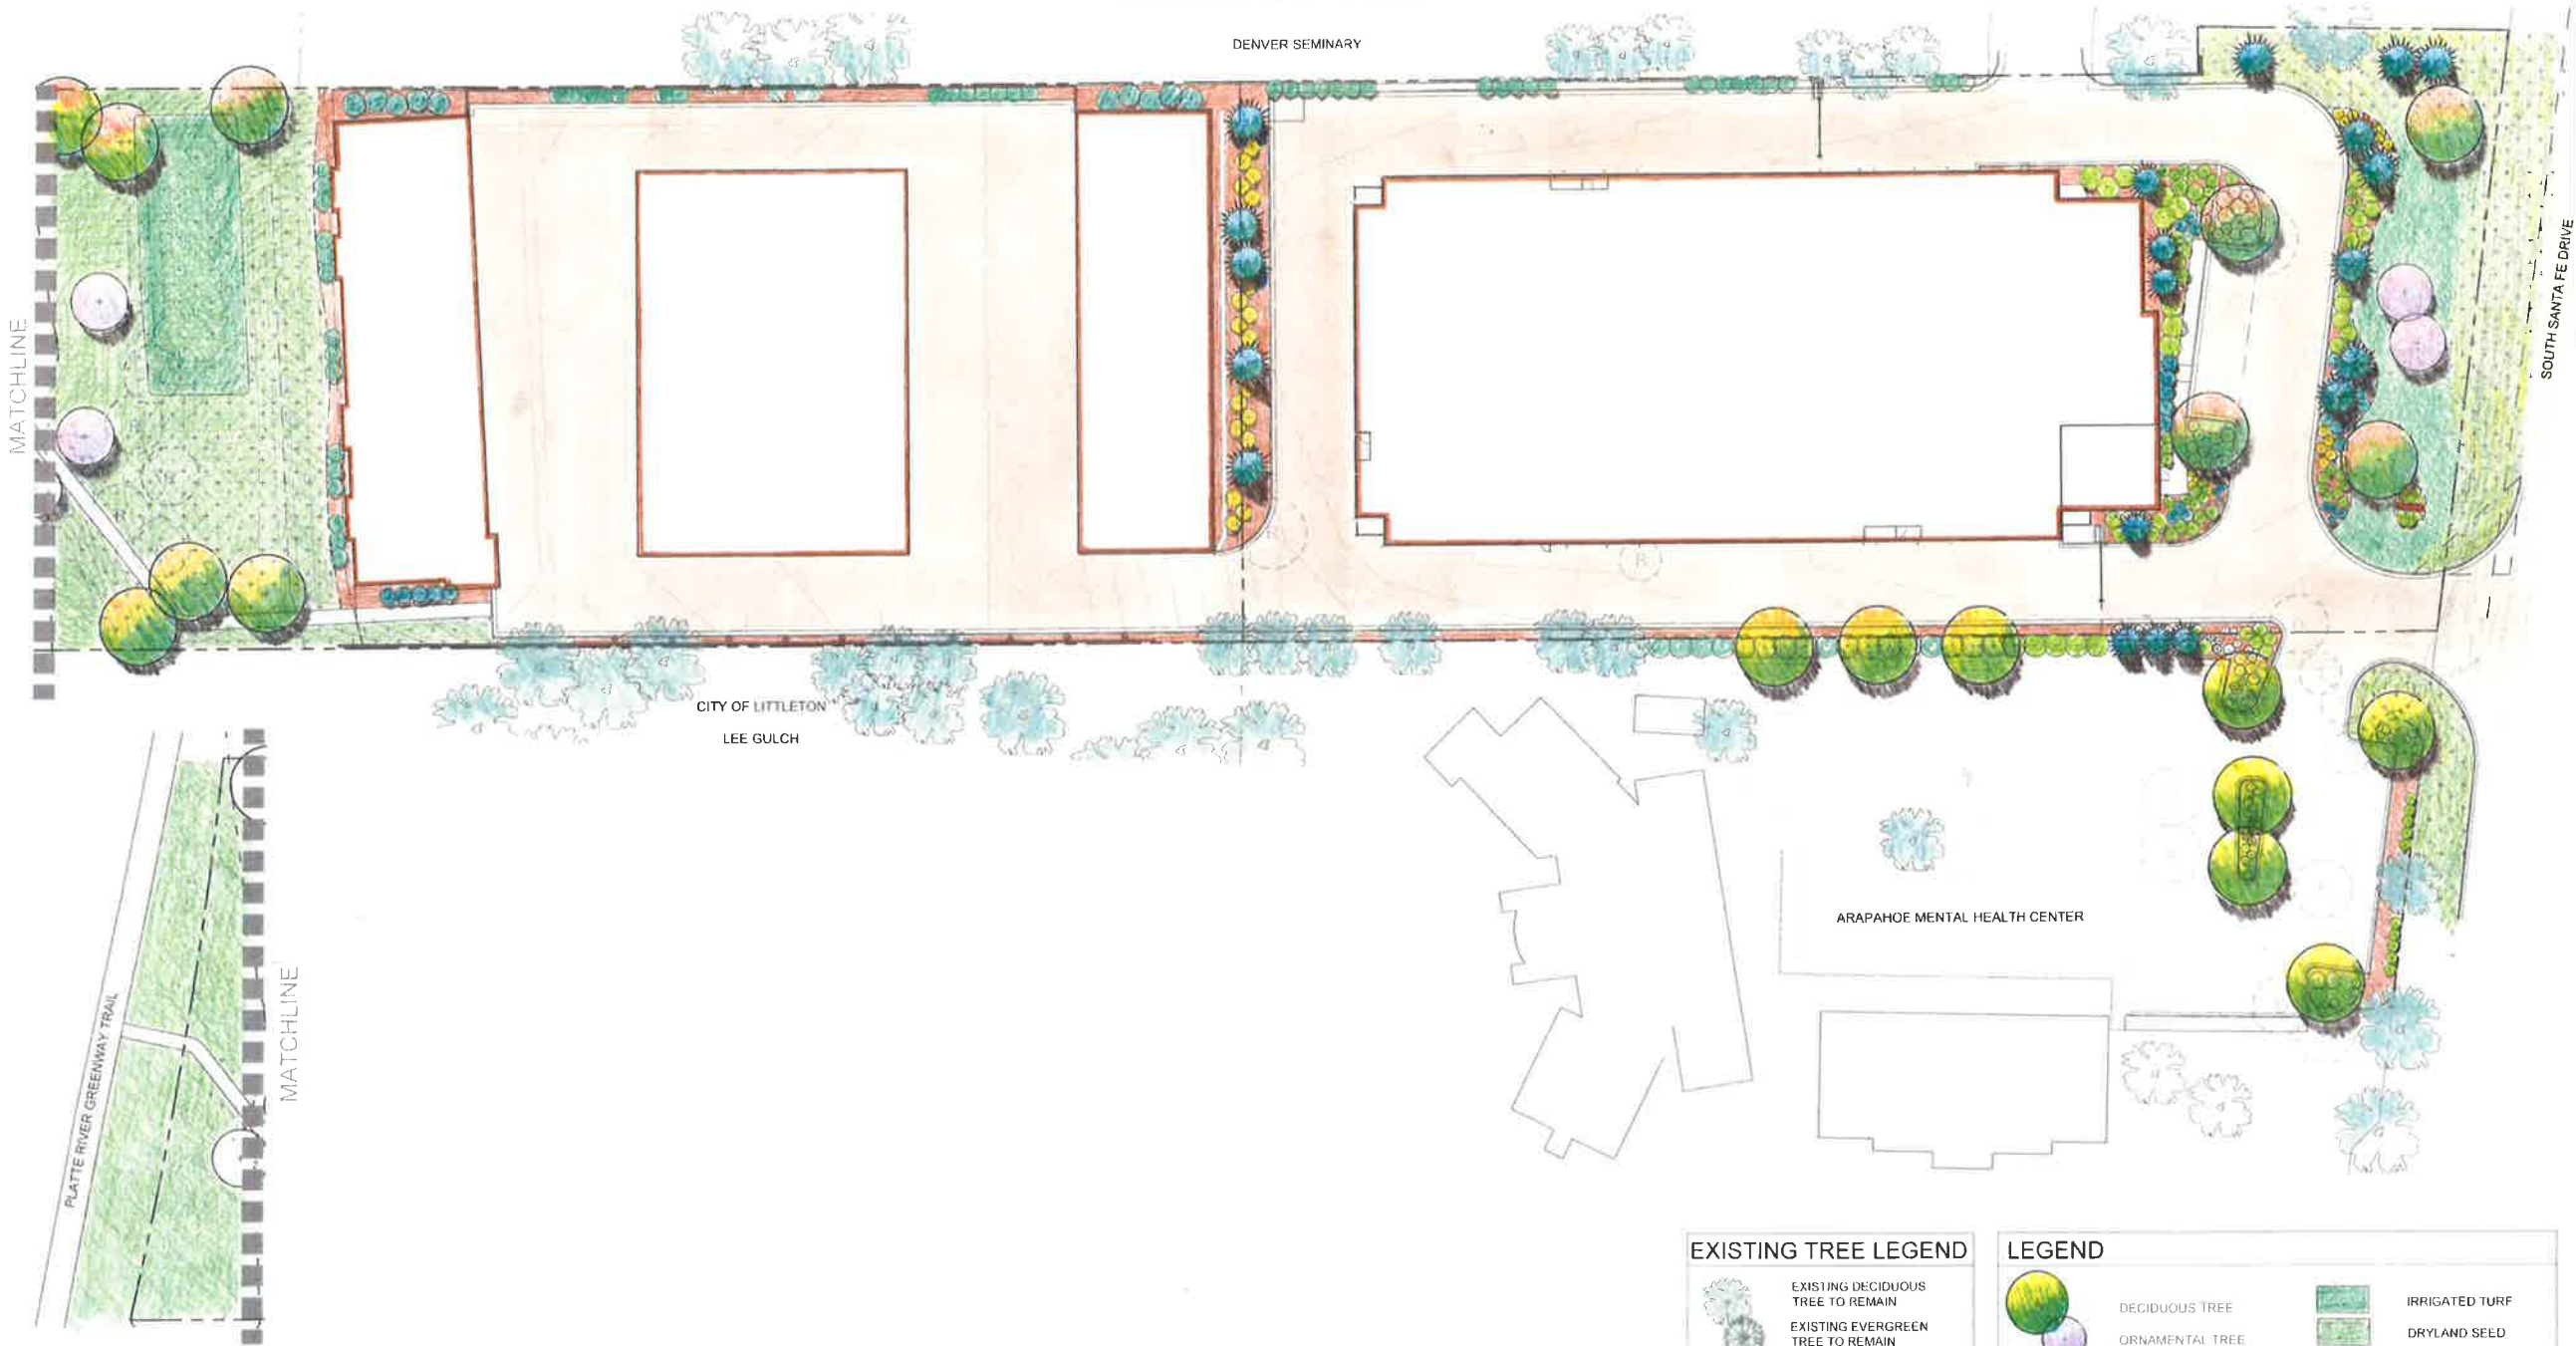 DENVER SEMINARY
MATCHLINE
SOUTH SANTA FE DRIVE
R
R
R
R
CITY OF LITTLETON
LEE GULCH
PLATTE RIVER GREENWAY TRAIL
MATCHLINE
ARAPAHOE MENTAL HEALTH CENTER
EXISTING TREE LEGEND
EXISTING DECIDUOUS
TREE TO REMAIN
EXISTING EVERGREEN
TREE TO REMAIN
LEGEND
DECIDUOUS TREE
ORNAMENTAL TREE
IRRIGATED TURF
DRYLAND SEED